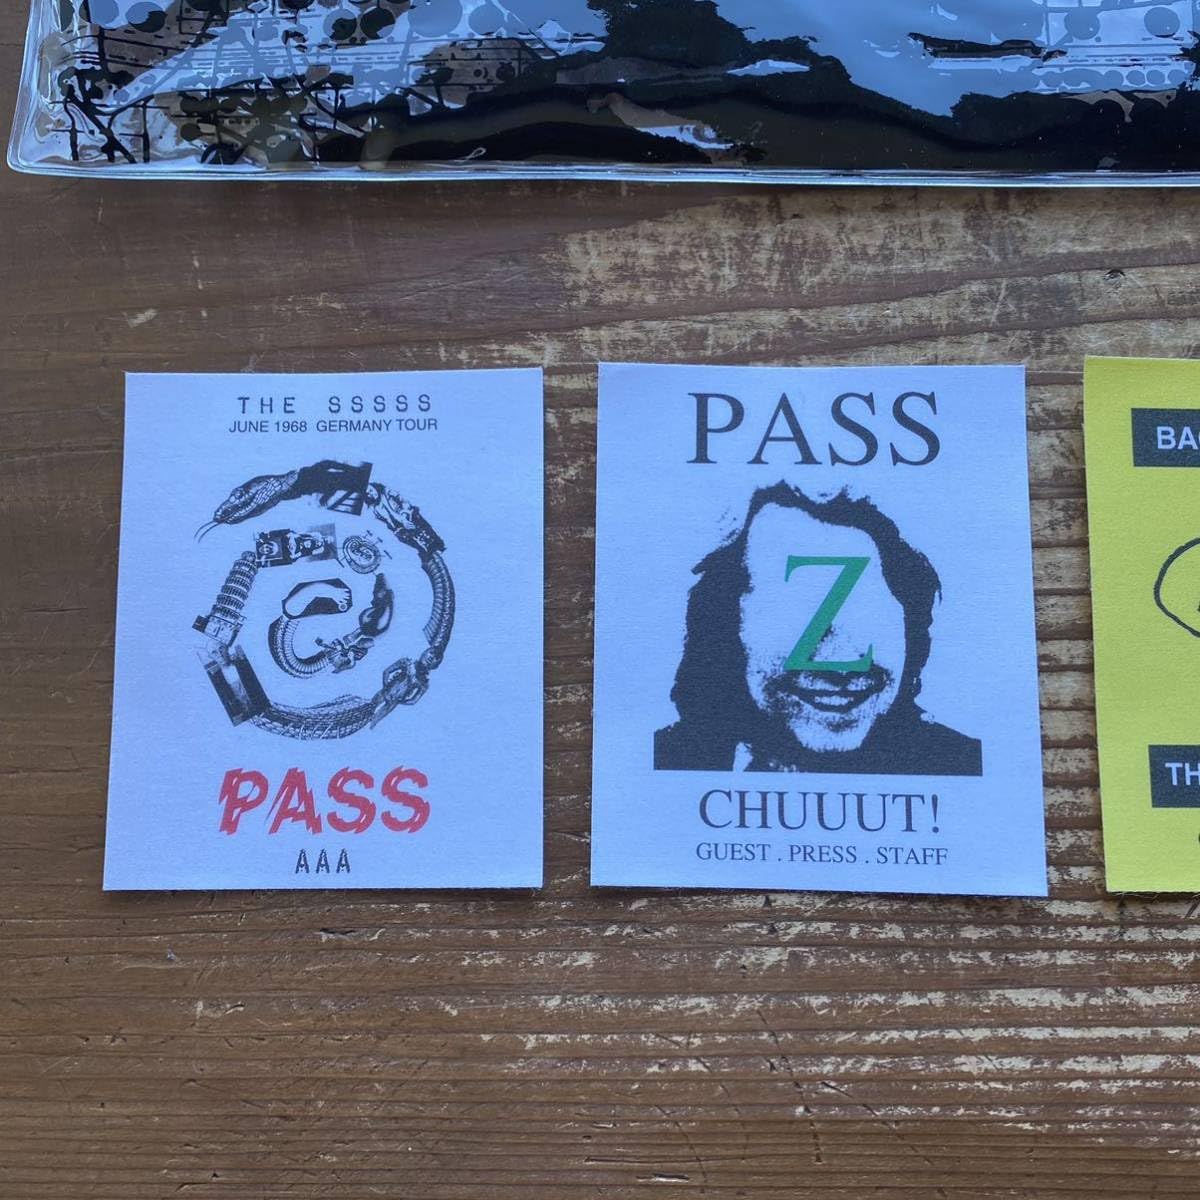 THE SSSSS
JUNE 1968 GERMANY TOUR
PASS
AAA
PASS
Z
CHUUUT!
GUEST . PRESS . STAFF
BA
TH